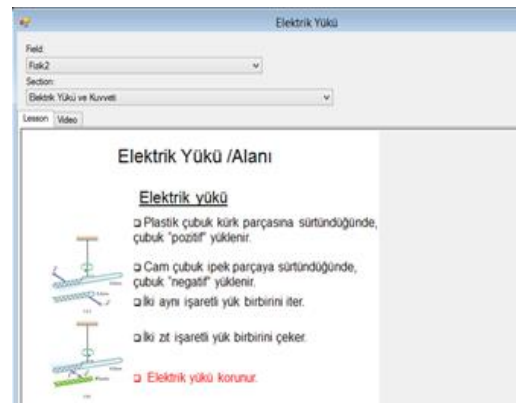 Elektrik Yükü
Field:
Fizik2
Section:
Elektrik Yükü ve Kuvveti
Lesson Video
Elektrik Yükü /Alanı
Elektrik yükü
❑ Plastik çubuk kürk parçasına sürtündüğünde,
çubuk "pozitif" yüklenir.
❑ Cam çubuk ipek parçaya sürtündüğünde,
çubuk "negatif" yüklenir.
❑ İki aynı işaretli yük birbirini iter.
❑ İki zıt işaretli yük birbirini çeker.
❑ Elektrik yükü korunur.